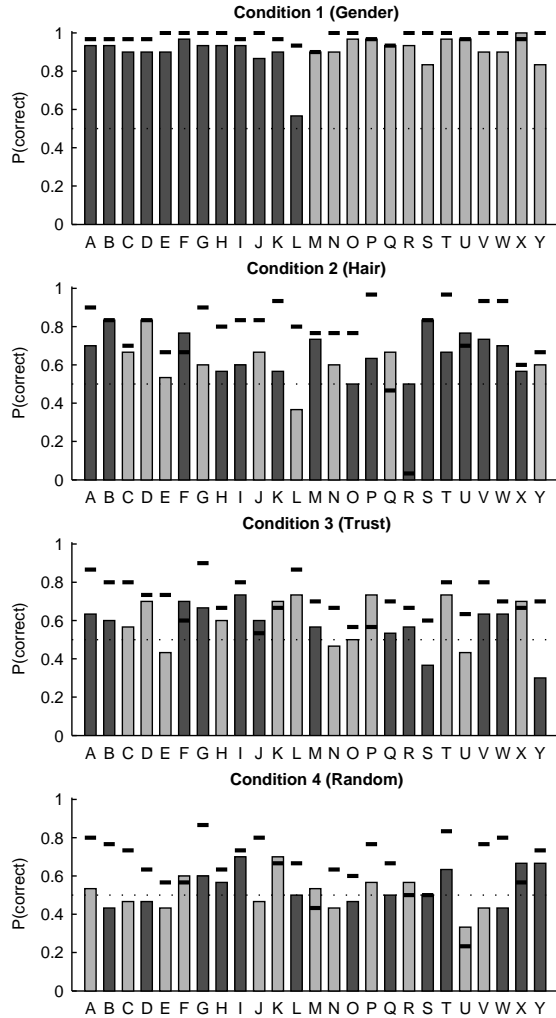 Condition 1 (Gender)
1
0.8
0.6
0.4
0.2
0
P(correct)
A B C D E F G H I J K L M N O P Q R S T U V W X Y
Condition 2 (Hair)
1
0.8
0.6
0.4
0.2
0
P(correct)
A B C D E F G H I J K L M N O P Q R S T U V W X Y
Condition 3 (Trust)
1
0.8
0.6
0.4
0.2
0
P(correct)
A B C D E F G H I J K L M N O P Q R S T U V W X Y
Condition 4 (Random)
1
0.8
0.6
0.4
0.2
0
P(correct)
A B C D E F G H I J K L M N O P Q R S T U V W X Y